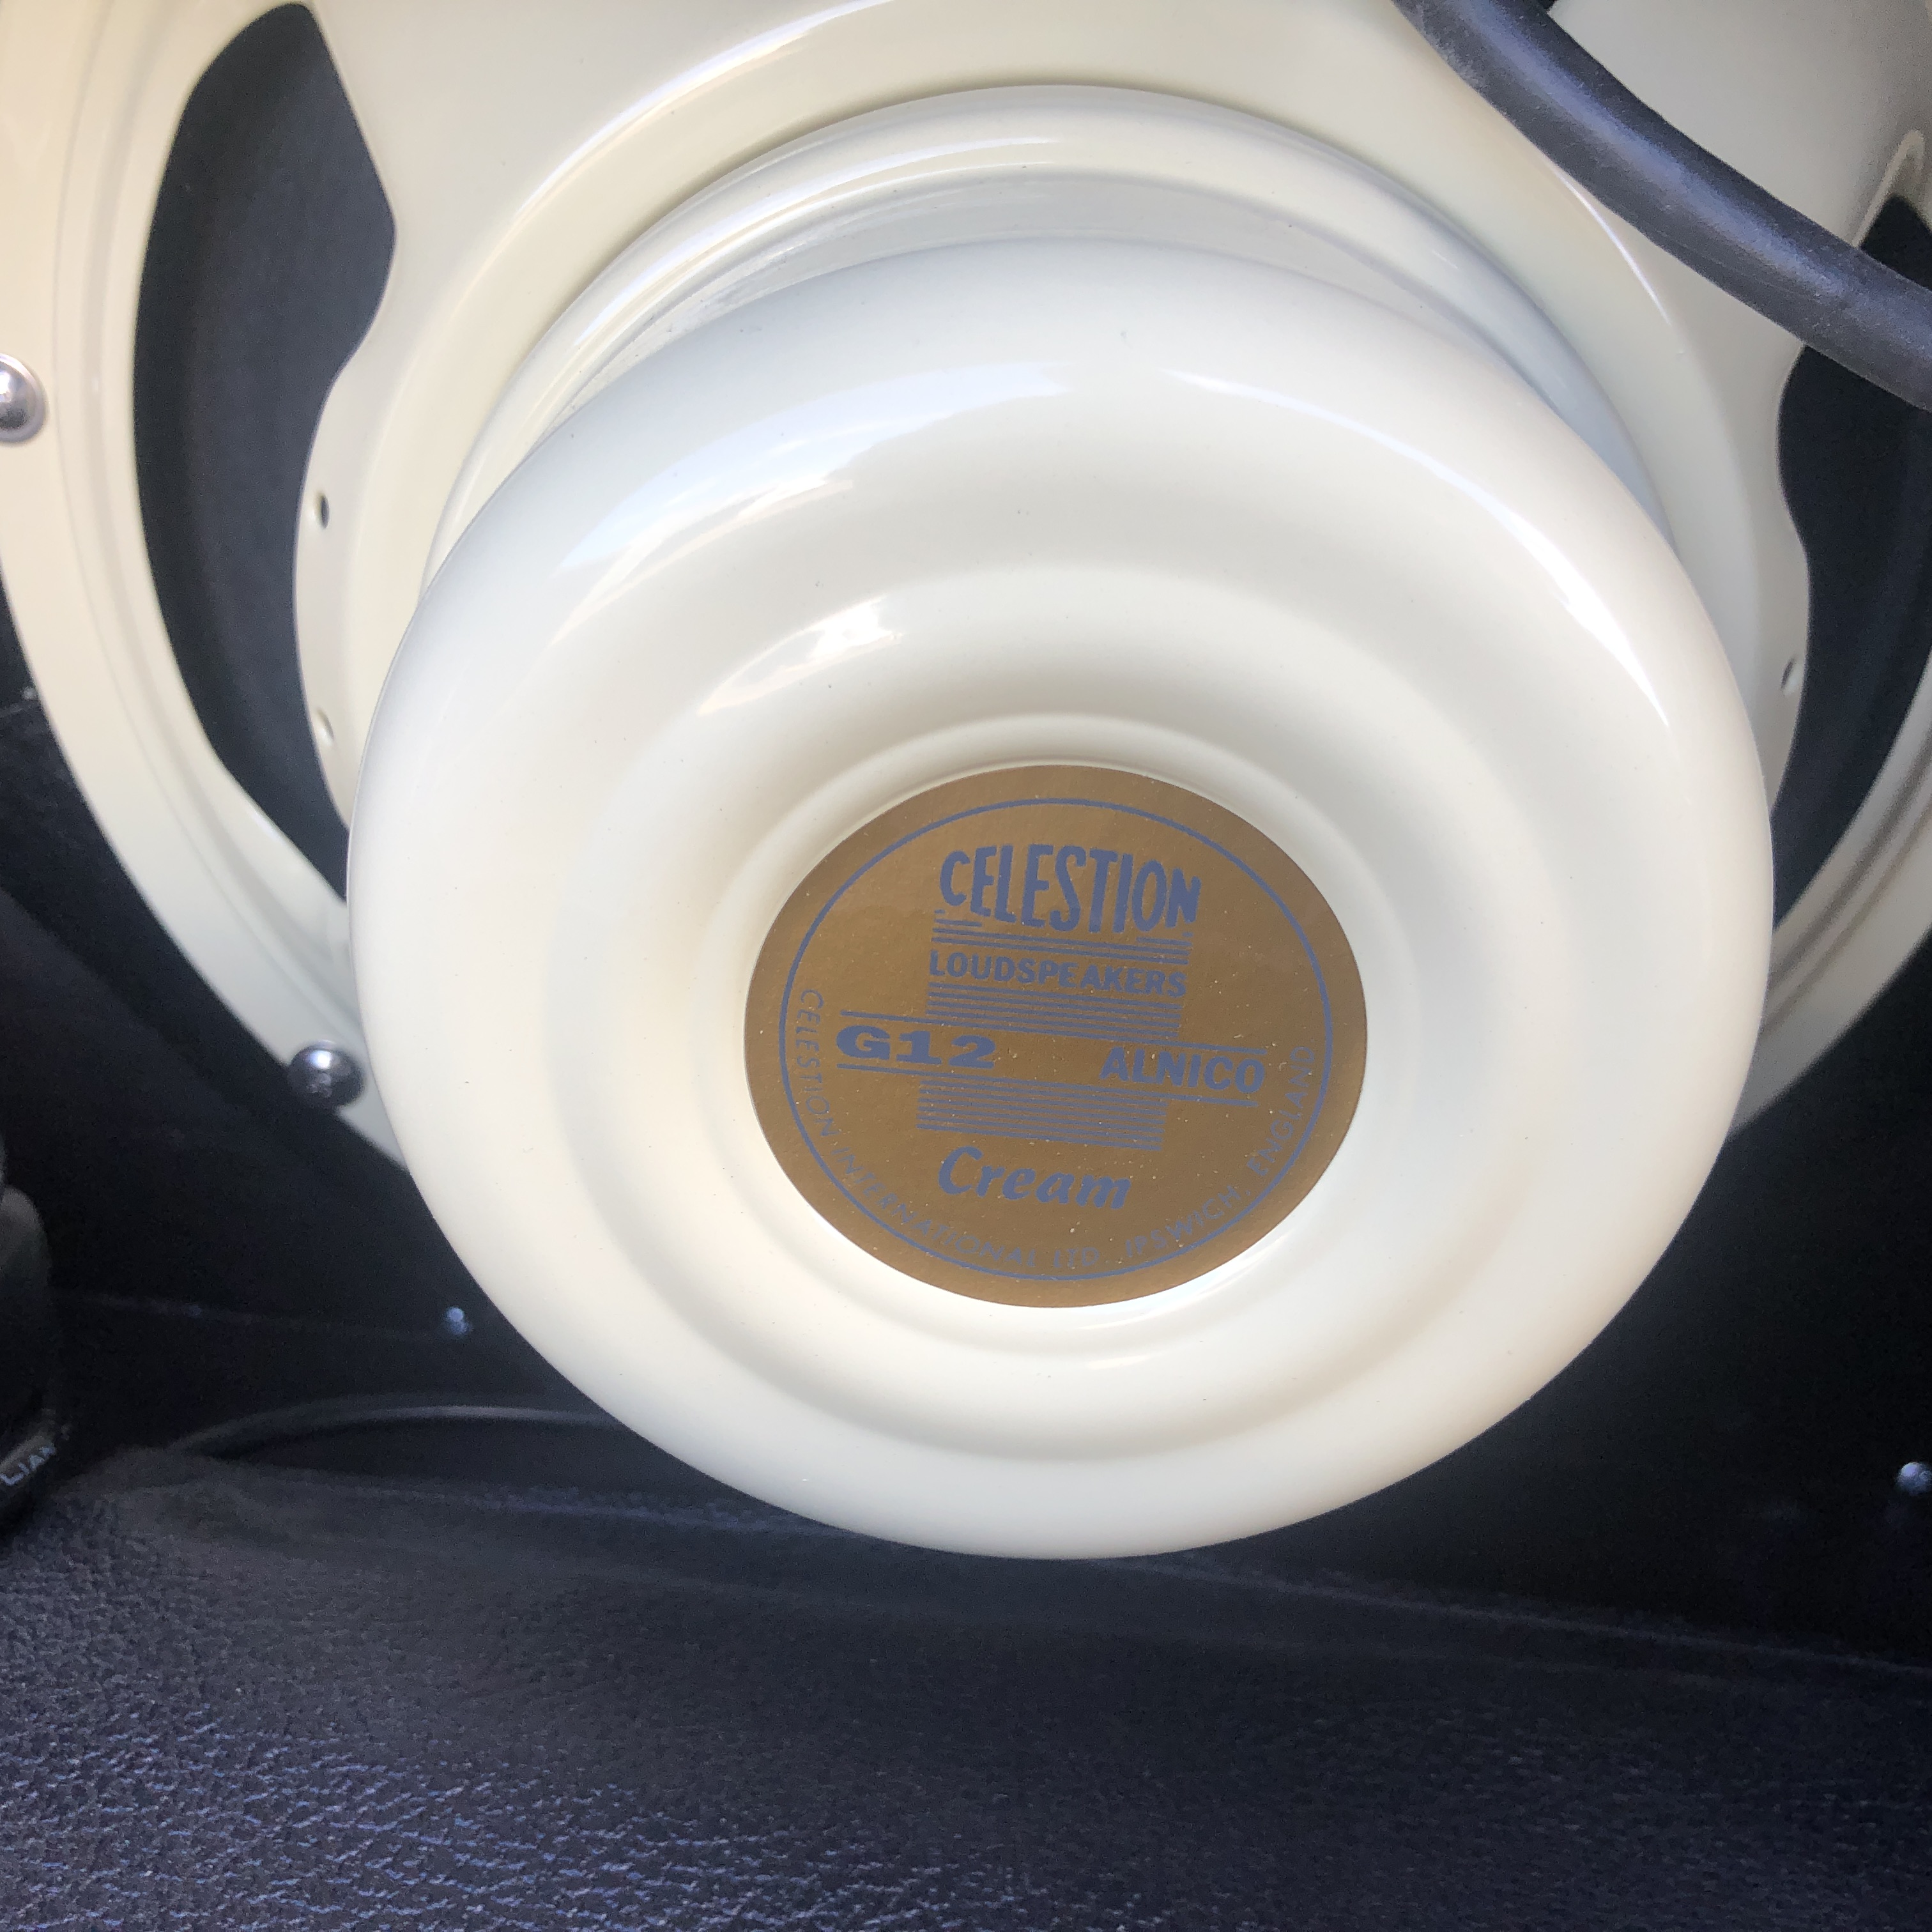 CELESTION
LOUDSPEAKERS
G12 ALNICO
Cream
CELESTION INTERNATIONAL LTD., IPSWICH, ENGLAND